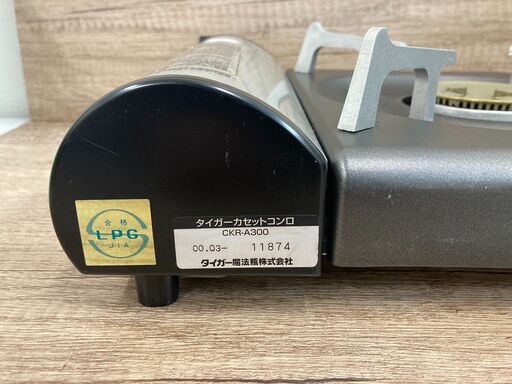 合格
LPG
JIA
タイガーカセットコンロ
CKR-A300
00.03- 11874
タイガー魔法瓶株式会社